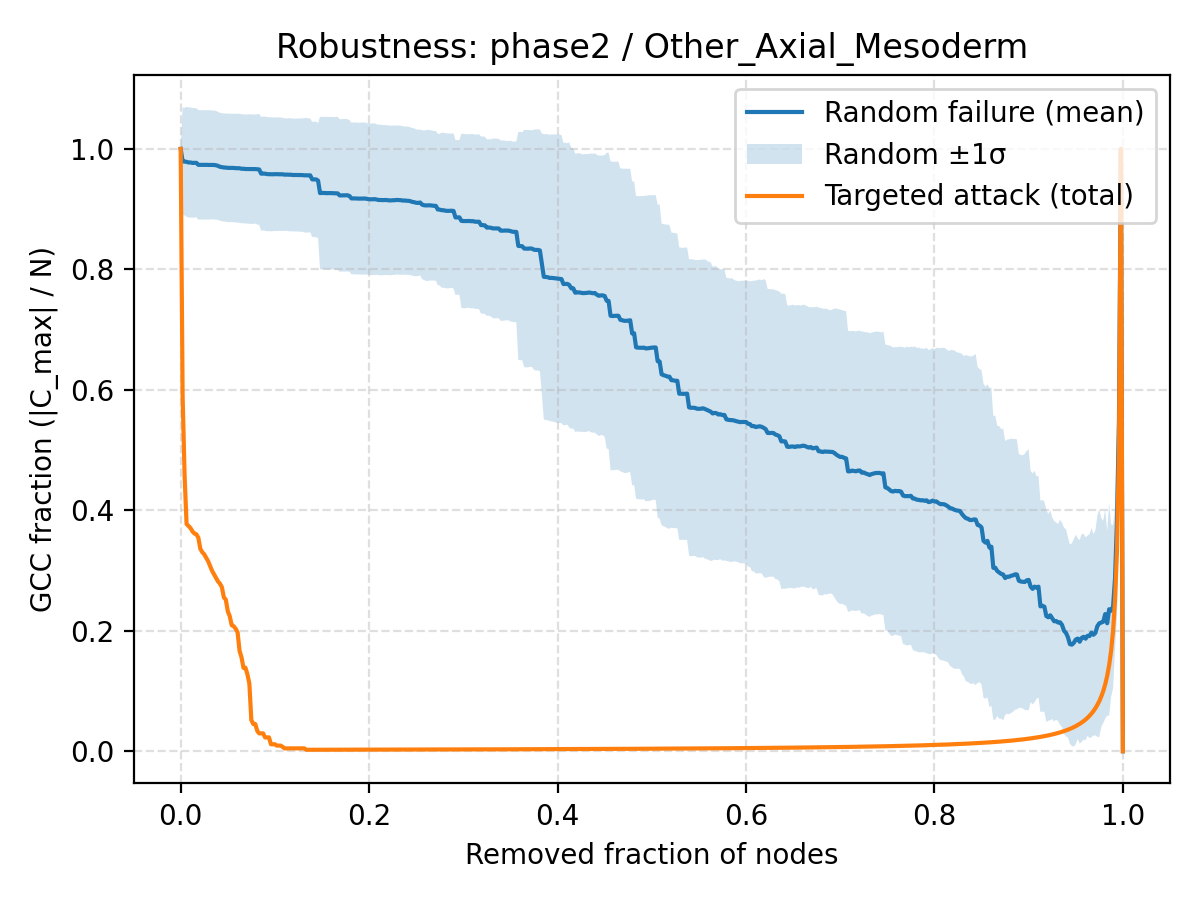 Robustness: phase2 / Other_Axial_Mesoderm
Random failure (mean)
Random ±1σ
Targeted attack (total)
GCC fraction (|C_max| / N)
1.0
0.8
0.6
0.4
0.2
0.0
0.0 0.2 0.4 0.6 0.8 1.0
Removed fraction of nodes